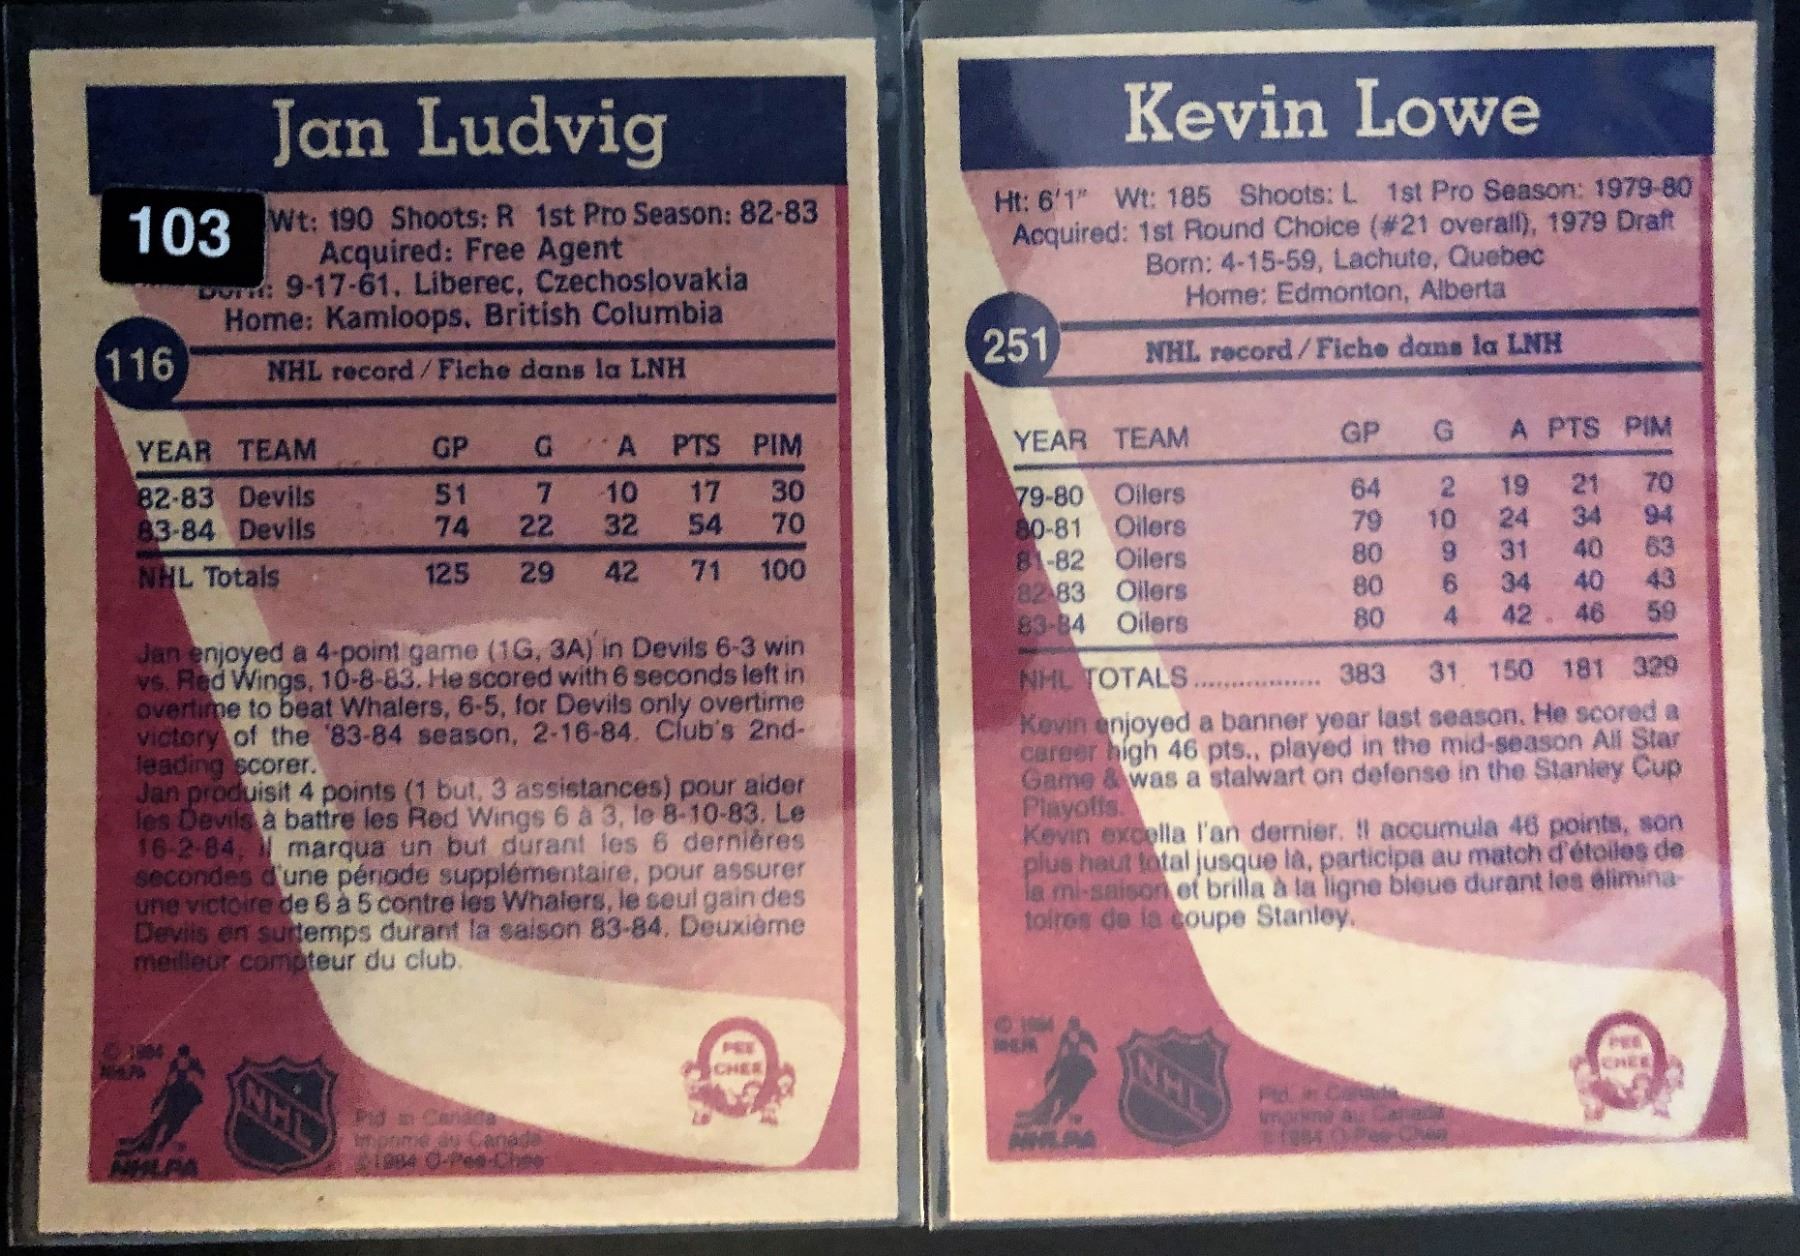 Jan Ludvig
103
Wt: 190 Shoots: R 1st Pro Season: 82-83
Acquired: Free Agent
9-17-61, Liberec, Czechoslovakia
Home: Kamloops, British Columbia
116
NHL record / Fiche dans la LNH
YEAR TEAM GP G A PTS PIM
82-83 Devils 51 7 10 17 30
83-84 Devils 74 22 32 54 70
NHL Totals 125 29 42 71 100
Jan enjoyed a 4-point game (1G, 3A) in Devils 6-3 win
vs. Red Wings, 10-8-83. He scored with 6 seconds left in
overtime to beat Whalers, 6-5, for Devils only overtime
victory of the '83-84 season, 2-16-84. Club's 2nd-
leading scorer.
Jan produisit 4 points (1 but, 3 assistances) pour aider
les Devils à battre les Red Wings 6 à 3, le 8-10-83. Le
16-2-84, il marqua un but durant les 6 dernières
secondes d'une période supplémentaire, pour assurer
une victoire de 6 à 5 contre les Whalers, le seul gain des
Devils en surtemps durant la saison 83-84. Deuxième
meilleur compteur du club.
© 1984
NHLPA
NHLPA
NHL
Ptd. in Canada
Imprimé au Canada
©1984 O-Pee-Chee
PEE
CHEE
Kevin Lowe
Ht: 6'1" Wt: 185 Shoots: L 1st Pro Season: 1979-80
Acquired: 1st Round Choice (#21 overall), 1979 Draft
Born: 4-15-59, Lachute, Quebec
Home: Edmonton, Alberta
251
NHL record / Fiche dans la LNH
YEAR TEAM GP G A PTS PIM
79-80 Oilers 64 2 19 21 70
80-81 Oilers 79 10 24 34 94
81-82 Oilers 80 9 31 40 63
82-83 Oilers 80 6 34 40 43
83-84 Oilers 80 4 42 46 59
NHL TOTALS.................. 383 31 150 181 329
Kevin enjoyed a banner year last season. He scored a
career high 46 pts., played in the mid-season All Star
Game & was a stalwart on defense in the Stanley Cup
Playoffs.
Kevin excella l'an dernier. Il accumula 46 points, son
plus haut total jusque là, participa au match d'étoiles de
la mi-saison et brilla à la ligne bleue durant les élimina-
toires de la coupe Stanley.
© 1984
NHLPA
NHLPA
NHL
Ptd. in Canada
Imprimé au Canada
©1984 O-Pee-Chee
PEE
CHEE